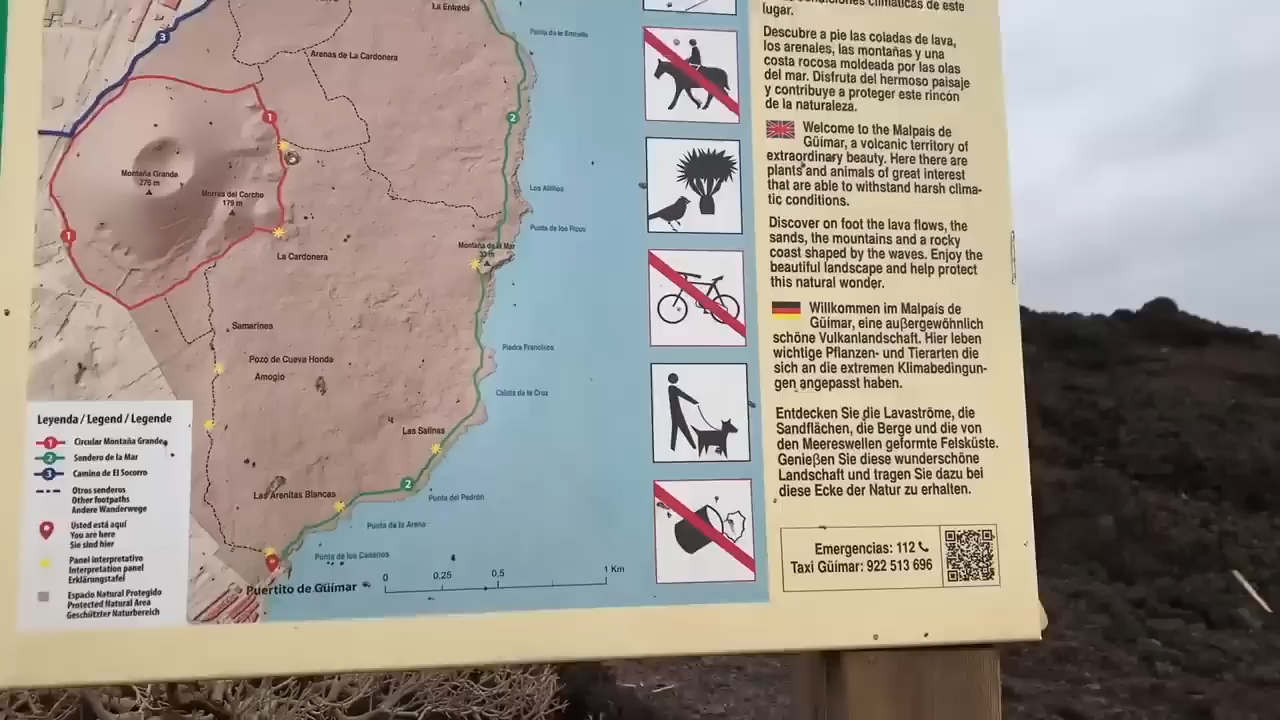 La Entrada
Punta de la Entrada
Arenas de La Cardonera
3
1
2
Montaña Grande
276 m
Morras del Corcho
179 m
Los Altillos
Punta de los Ripos
Montaña de la Mar
33 m
1
La Cardonera
Samarines
Pozo de Cueva Honda
Amogio
Piedra Francisco
Caleta de la Cruz
Las Salinas
2
Punta del Pedrón
Las Arenitas Blancas
Punta de la Arena
Puertito de Güímar
0 0,25 0,5 1 Km
Leyenda / Legend / Legende
1 Circular Montaña Grande
2 Sendero de la Mar
3 Camino de El Socorro
Otros senderos
Other footpaths
Andere Wanderwege
Usted está aquí
You are here
Sie sind hier
Panel interpretativo
Interpretation panel
Erklärungstafel
Espacio Natural Protegido
Protected Natural Area
Geschützter Naturbereich
condiciones climáticas de este
lugar.
Descubre a pie las coladas de lava,
los arenales, las montañas y una
costa rocosa moldeada por las olas
del mar. Disfruta del hermoso paisaje
y contribuye a proteger este rincón
de la naturaleza.
Welcome to the Malpaís de
Güímar, a volcanic territory of
extraordinary beauty. Here there are
plants and animals of great interest
that are able to withstand harsh clima-
tic conditions.
Discover on foot the lava flows, the
sands, the mountains and a rocky
coast shaped by the waves. Enjoy the
beautiful landscape and help protect
this natural wonder.
Willkommen im Malpaís de
Güímar, eine außergewöhnlich
schöne Vulkanlandschaft. Hier leben
wichtige Pflanzen- und Tierarten die
sich an die extremen Klimabedingun-
gen angepasst haben.
Entdecken Sie die Lavaströme, die
Sandflächen, die Berge und die von
den Meereswellen geformte Felsküste.
Genießen Sie diese wunderschöne
Landschaft und tragen Sie dazu bei
diese Ecke der Natur zu erhalten.
Emergencias: 112
Taxi Güímar: 922 513 696